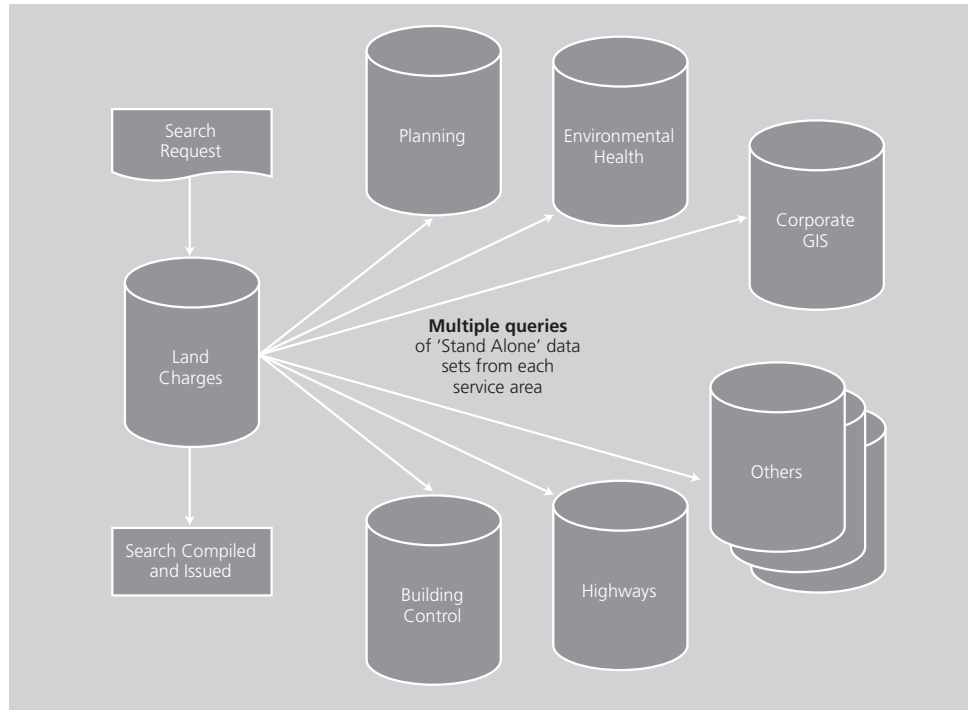 Search
Request
Planning
Environmental
Health
Corporate
GIS
Land
Charges
Multiple queries
of ‘Stand Alone’ data
sets from each
service area
Others
Search Compiled
and Issued
Building
Control
Highways